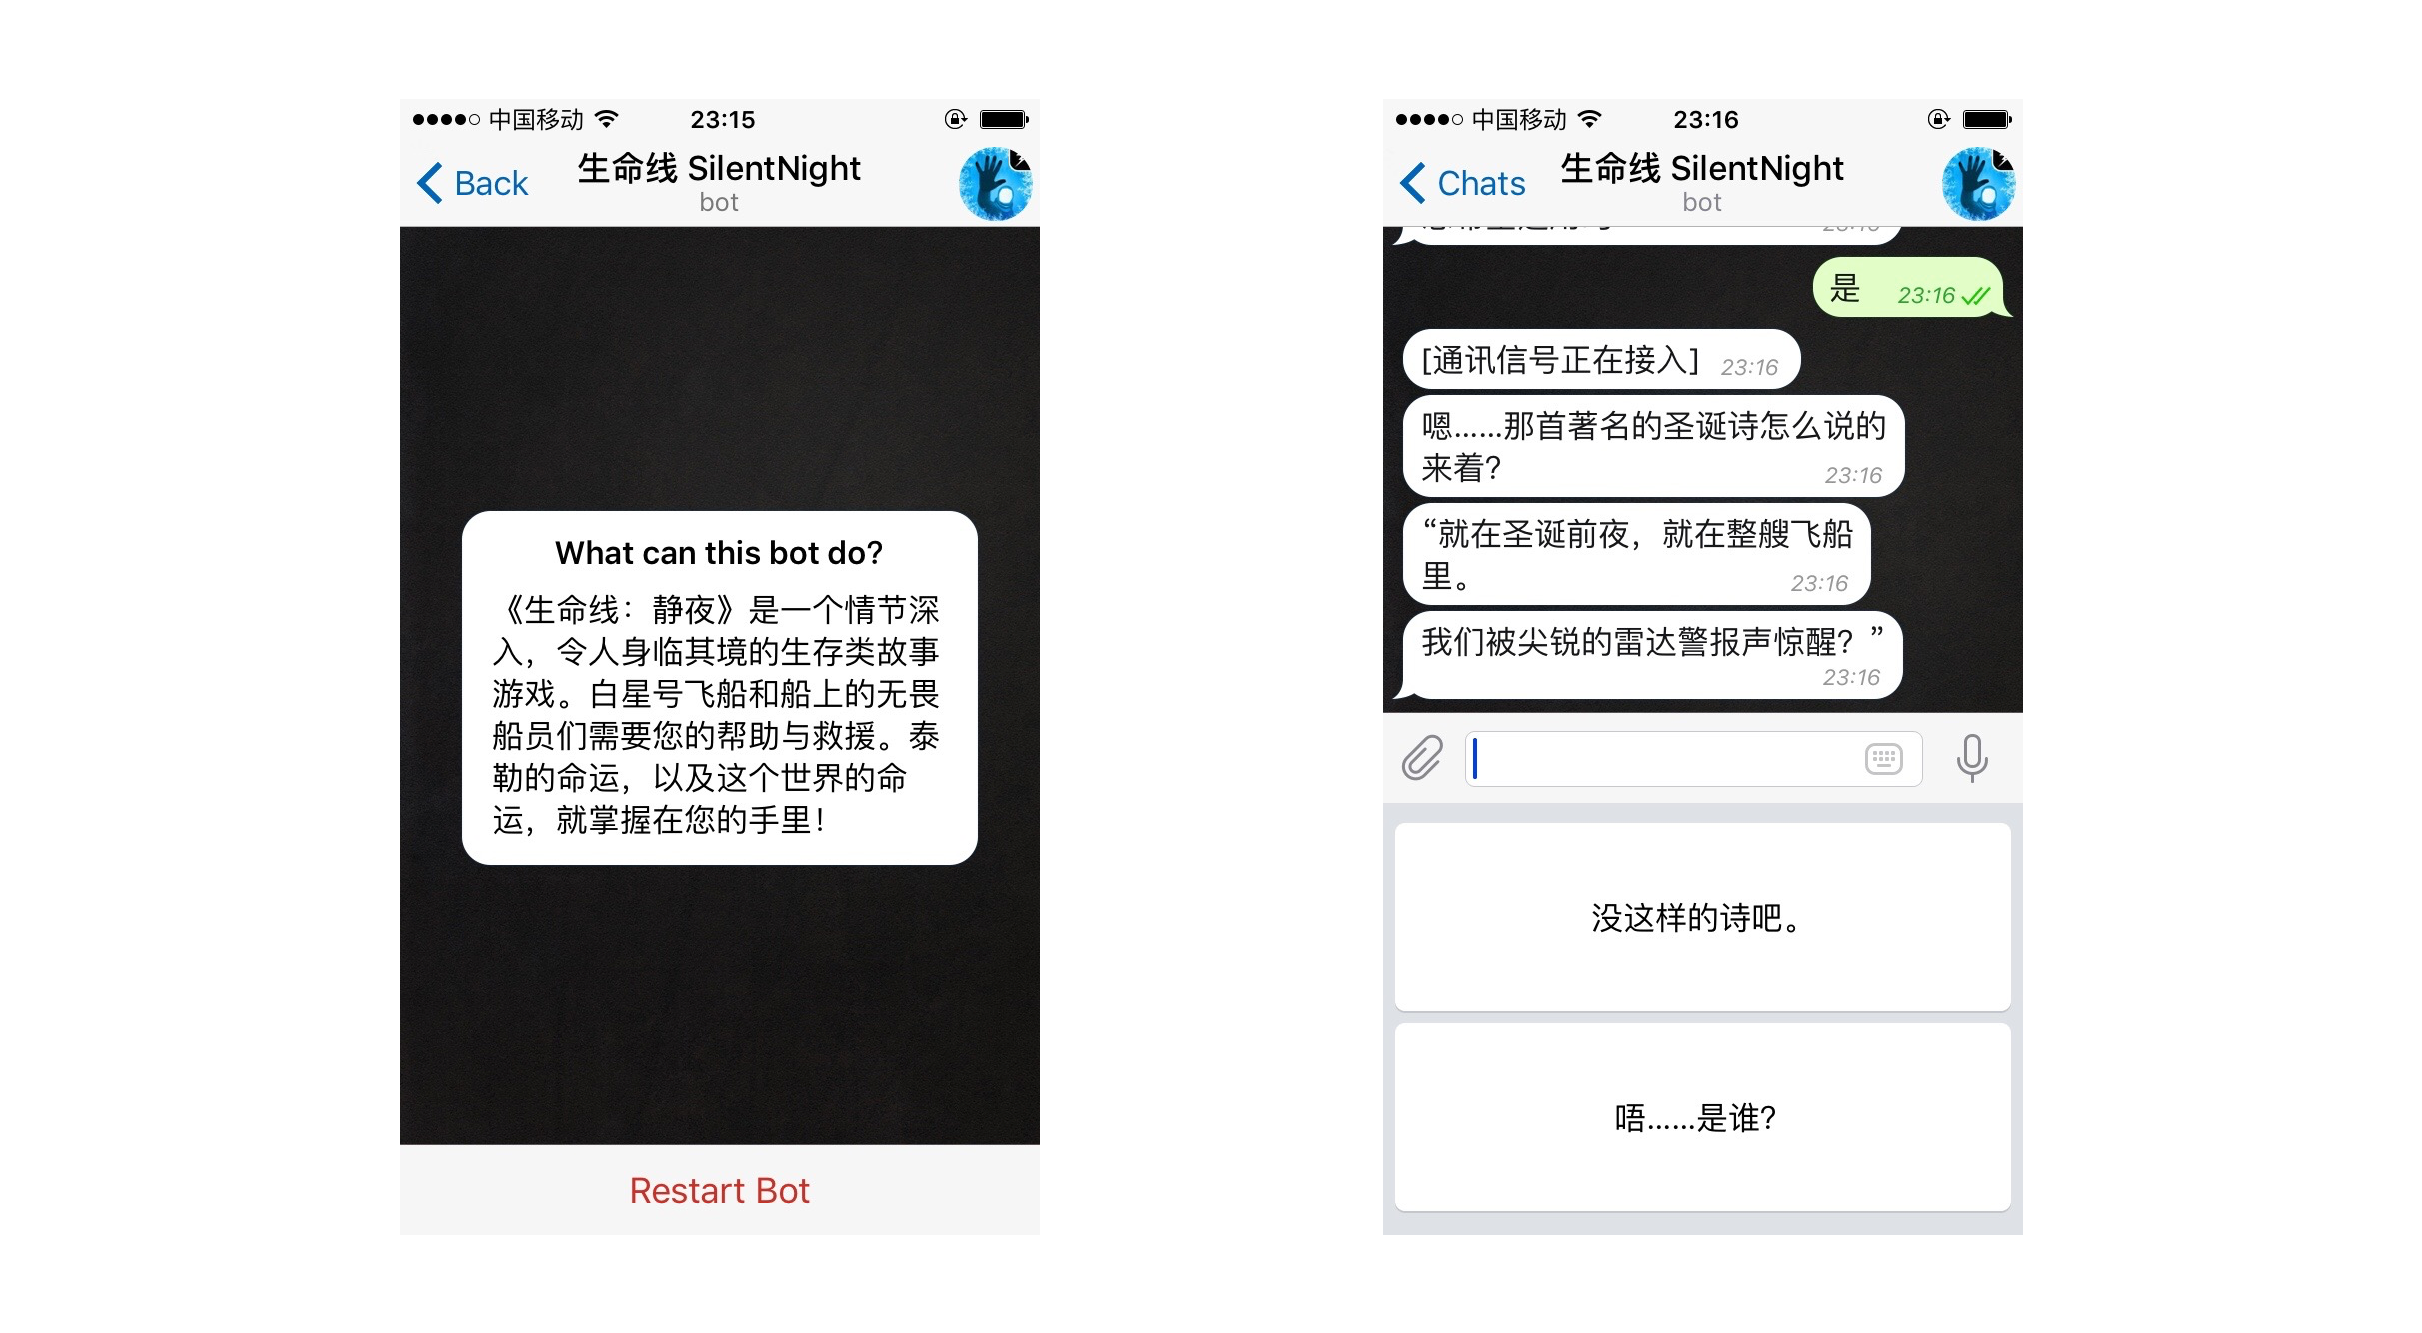 中国移动 23:15
Back
生命线 SilentNight
bot
What can this bot do?
《生命线：静夜》是一个情节深
入，令人身临其境的生存类故事
游戏。白星号飞船和船上的无畏
船员们需要您的帮助与救援。泰
勒的命运，以及这个世界的命
运，就掌握在您的手里！
Restart Bot
中国移动 23:16
Chats
生命线 SilentNight
bot
是 23:16
[通讯信号正在接入] 23:16
嗯……那首著名的圣诞诗怎么说的
来着？ 23:16
“就在圣诞前夜，就在整艘飞船
里。 23:16
我们被尖锐的雷达警报声惊醒？”
23:16
没这样的诗吧。
唔……是谁？